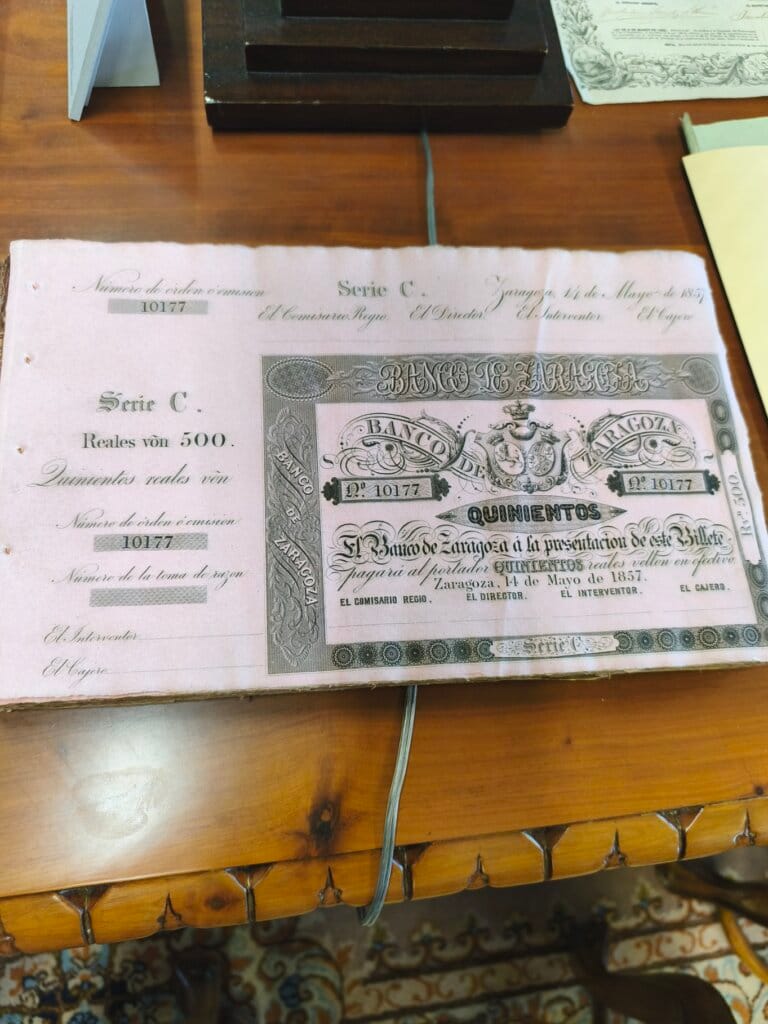 Número de orden ó emision
10177
Serie C.
Zaragoza, 14 de Mayo de 1857
El Comisario Regio
El Director
El Interventor
El Cajero
Serie C.
Reales vōn 500.
Quinientos reales vōn
Número de órden ó emision
10177
Número de la toma de razon
El Interventor
El Cajero
BANCO DE ZARAGOZA
BANCO DE ZARAGOZA
BANCO DE ZARAGOZA
Nº 10177
Nº 10177
QUINIENTOS
El Banco de Zaragoza á la presentacion de este Billete
pagará al portador QUINIENTOS reales vellon en efectivo
Zaragoza, 14 de Mayo de 1857.
EL COMISARIO REGIO. EL DIRECTOR. EL INTERVENTOR. EL CAJERO.
Rs. 500.
Serie C.